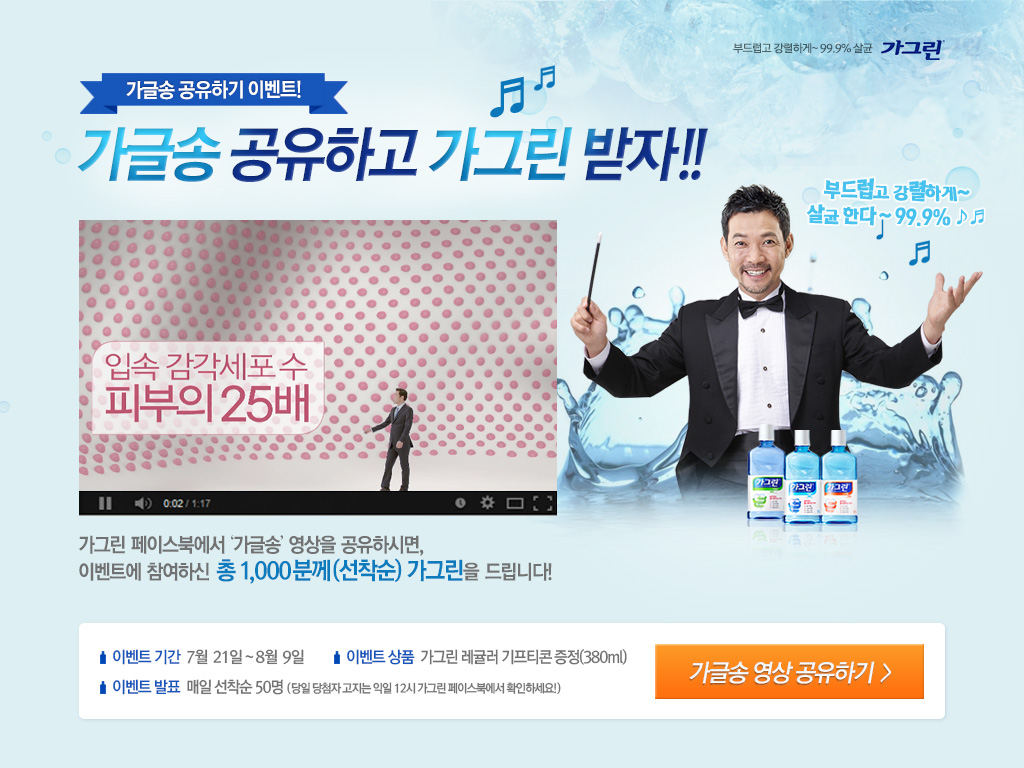 부드럽고 강렬하게~ 99.9% 살균 가그린
가글송 공유하기 이벤트!
가글송 공유하고 가그린 받자!!
부드럽고 강렬하게~
살균 한다~ 99.9%
입속 감각세포 수
피부의 25배
0:02 / 1:17
가그린 가그린 가그린
가그린 페이스북에서 '가글송' 영상을 공유하시면,
이벤트에 참여하신 총 1,000분께(선착순) 가그린을 드립니다!
이벤트 기간 7월 21일~8월 9일 이벤트 상품 가그린 레귤러 기프티콘 증정(380ml)
이벤트 발표 매일 선착순 50명 (당일 당첨자 고지는 익일 12시 가그린 페이스북에서 확인하세요!)
가글송 영상 공유하기 >